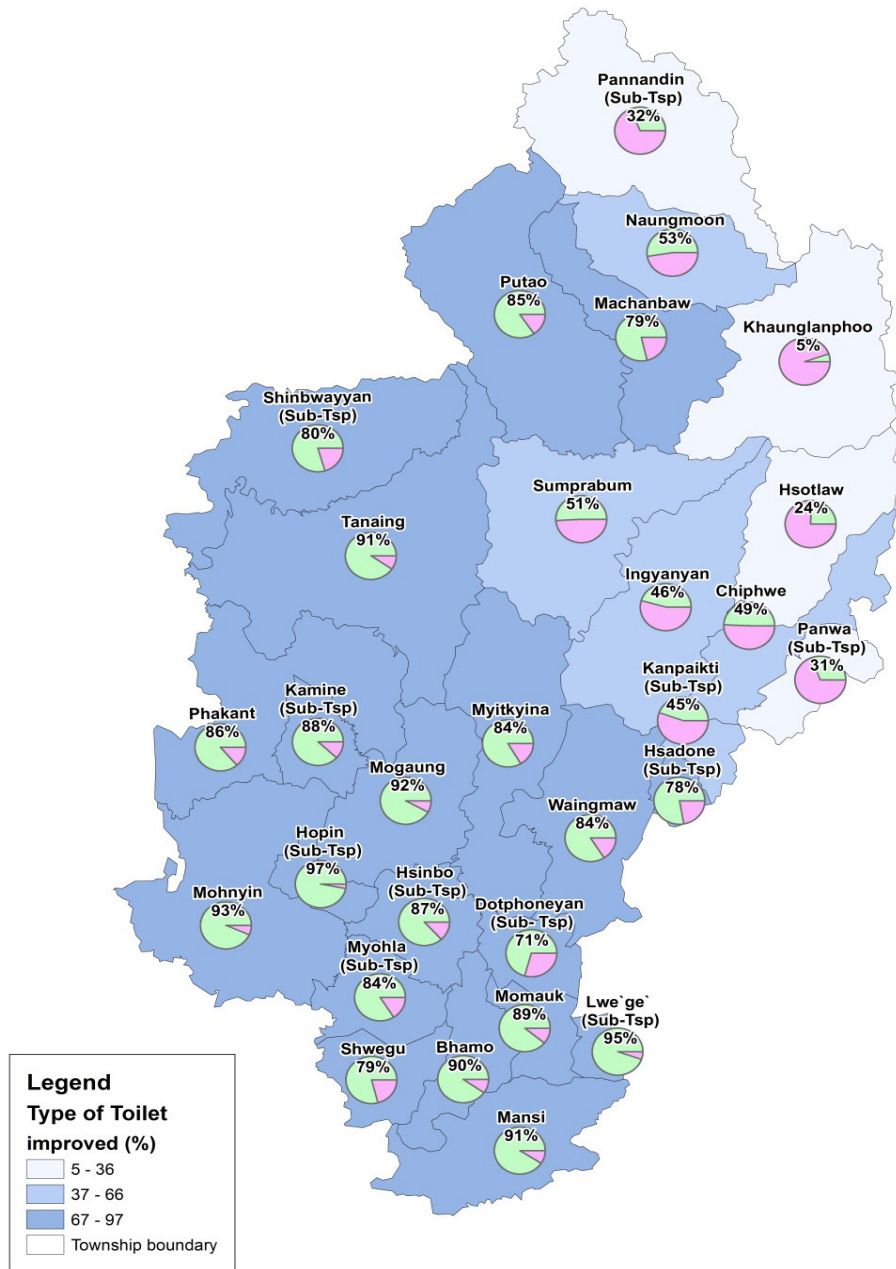 Pannandin
(Sub-Tsp)
32%
Naungmoon
53%
Putao
85%
Machanbaw
79%
Khaunglanphoo
5%
Shinbwayyan
(Sub-Tsp)
80%
Sumprabum
51%
Hsotlaw
24%
Tanaing
91%
Ingyanyan
46%
Chiphwe
49%
Panwa
(Sub-Tsp)
31%
Kanpaikti
(Sub-Tsp)
45%
Phakant
86%
Kamine
(Sub-Tsp)
88%
Myitkyina
84%
Hsadone
(Sub-Tsp)
78%
Mogaung
92%
Waingmaw
84%
Hopin
(Sub-Tsp)
97%
Mohnyin
93%
Hsinbo
(Sub-Tsp)
87%
Dotphoneyan
(Sub- Tsp)
71%
Myohla
(Sub-Tsp)
84%
Momauk
89%
Lwe`ge`
(Sub-Tsp)
95%
Shwegu
79%
Bhamo
90%
Mansi
91%
Legend
Type of Toilet
improved (%)
5 - 36
37 - 66
67 - 97
Township boundary